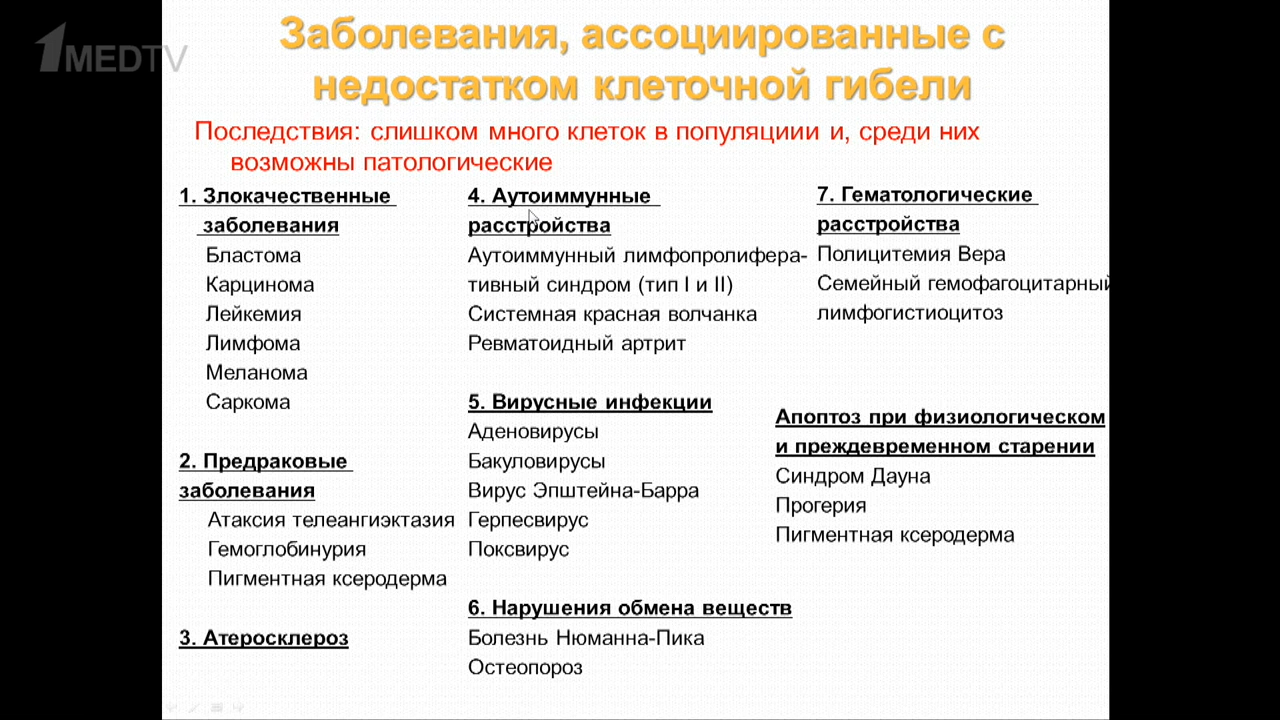 1MEDTV
Заболевания, ассоциированные с
недостатком клеточной гибели
Последствия: слишком много клеток в популяциии и, среди них
возможны патологические
1. Злокачественные
заболевания
Бластома
Карцинома
Лейкемия
Лимфома
Меланома
Саркома
2. Предраковые
заболевания
Атаксия телеангиэктазия
Гемоглобинурия
Пигментная ксеродерма
3. Атеросклероз
4. Аутоиммунные
расстройства
Аутоиммунный лимфопролифера-
тивный синдром (тип I и II)
Системная красная волчанка
Ревматоидный артрит
5. Вирусные инфекции
Аденовирусы
Бакуловирусы
Вирус Эпштейна-Барра
Герпесвирус
Поксвирус
6. Нарушения обмена веществ
Болезнь Нюманна-Пика
Остеопороз
7. Гематологические
расстройства
Полицитемия Вера
Семейный гемофагоцитарный
лимфогистиоцитоз
Апоптоз при физиологическом
и преждевременном старении
Синдром Дауна
Прогерия
Пигментная ксеродерма